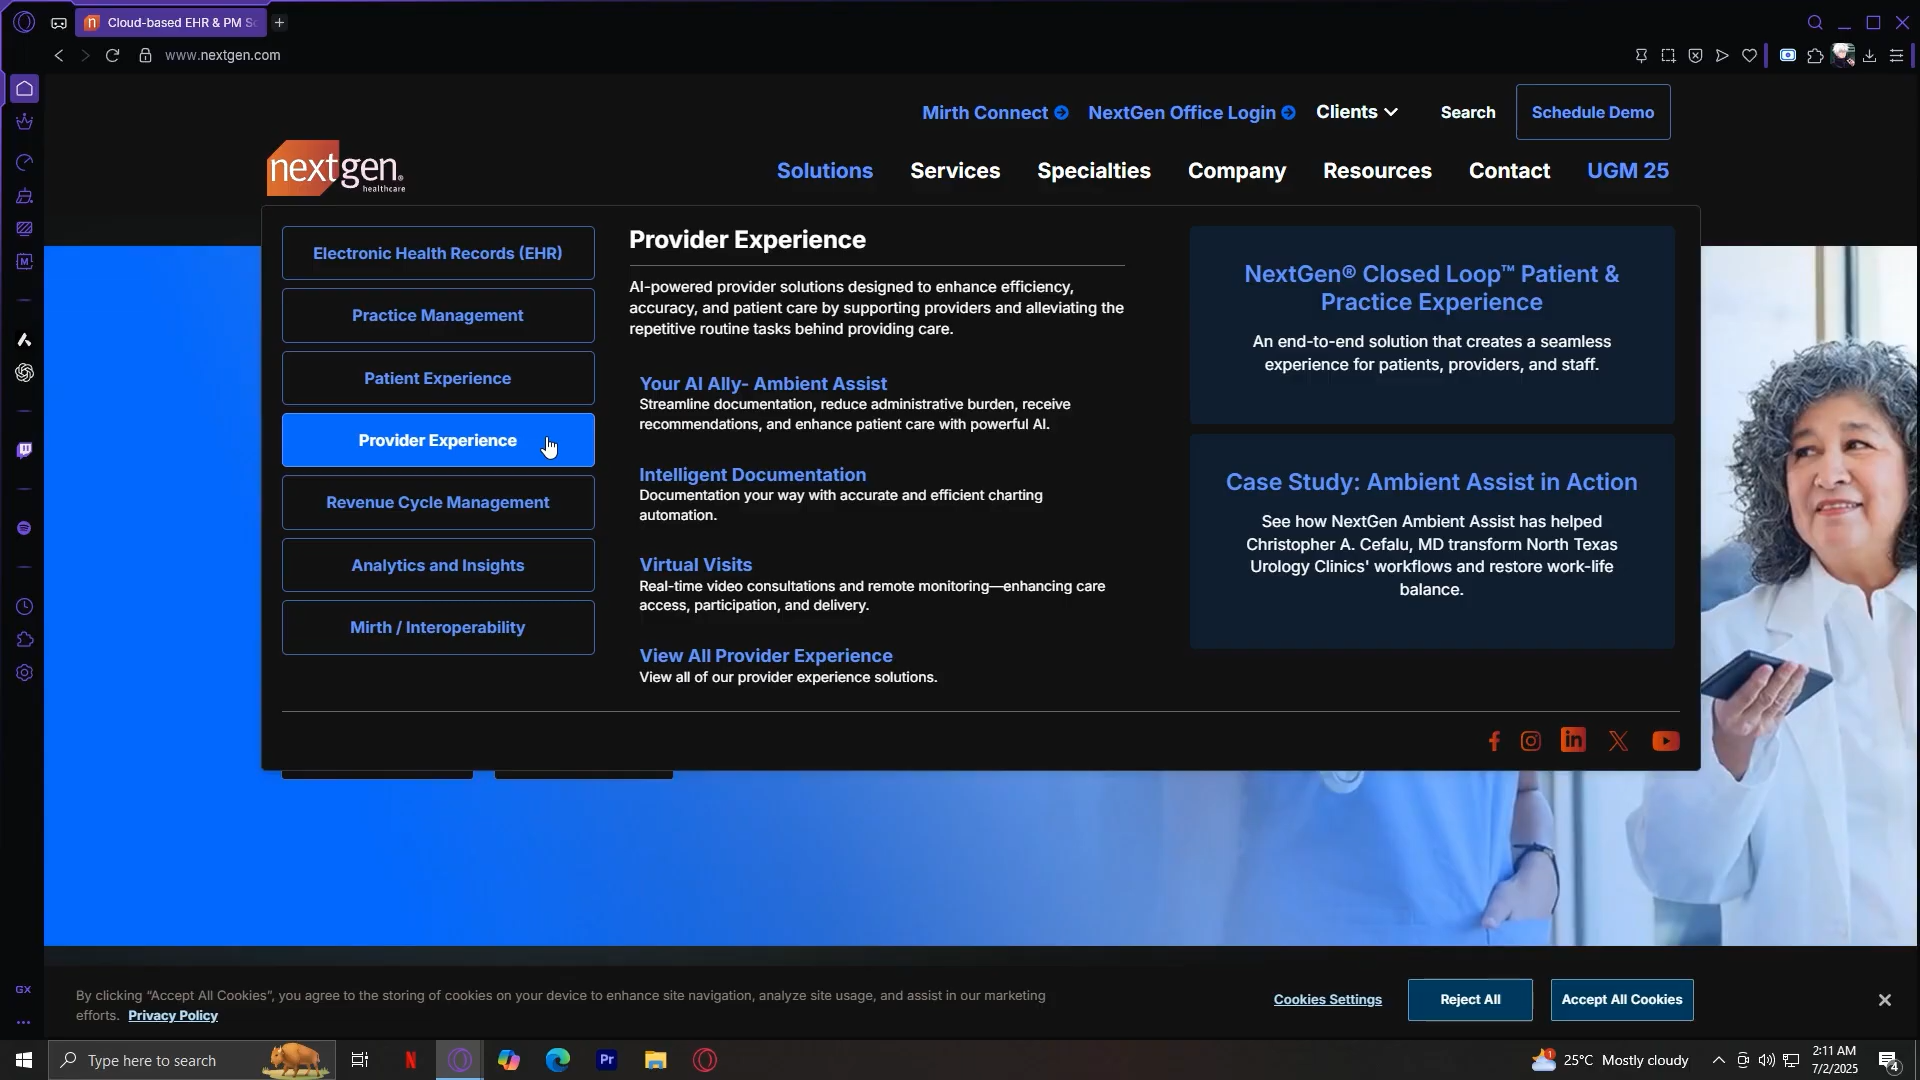 Cloud-based EHR & PM S
www.nextgen.com
Mirth Connect
NextGen Office Login
Clients
Search
Schedule Demo
nextgen.
healthcare
Solutions
Services
Specialties
Company
Resources
Contact
UGM 25
Electronic Health Records (EHR)
Practice Management
Patient Experience
Provider Experience
Revenue Cycle Management
Analytics and Insights
Mirth / Interoperability
Provider Experience
AI-powered provider solutions designed to enhance efficiency,
accuracy, and patient care by supporting providers and alleviating the
repetitive routine tasks behind providing care.
Your AI Ally- Ambient Assist
Streamline documentation, reduce administrative burden, receive
recommendations, and enhance patient care with powerful AI.
Intelligent Documentation
Documentation your way with accurate and efficient charting
automation.
Virtual Visits
Real-time video consultations and remote monitoring—enhancing care
access, participation, and delivery.
View All Provider Experience
View all of our provider experience solutions.
NextGen® Closed Loop™ Patient &
Practice Experience
An end-to-end solution that creates a seamless
experience for patients, providers, and staff.
Case Study: Ambient Assist in Action
See how NextGen Ambient Assist has helped
Christopher A. Cefalu, MD transform North Texas
Urology Clinics' workflows and restore work-life
balance.
By clicking “Accept All Cookies”, you agree to the storing of cookies on your device to enhance site navigation, analyze site usage, and assist in our marketing
efforts. Privacy Policy
Cookies Settings
Reject All
Accept All Cookies
GX
Type here to search
Pr
1
25°C Mostly cloudy
2:11 AM
7/2/2025
4